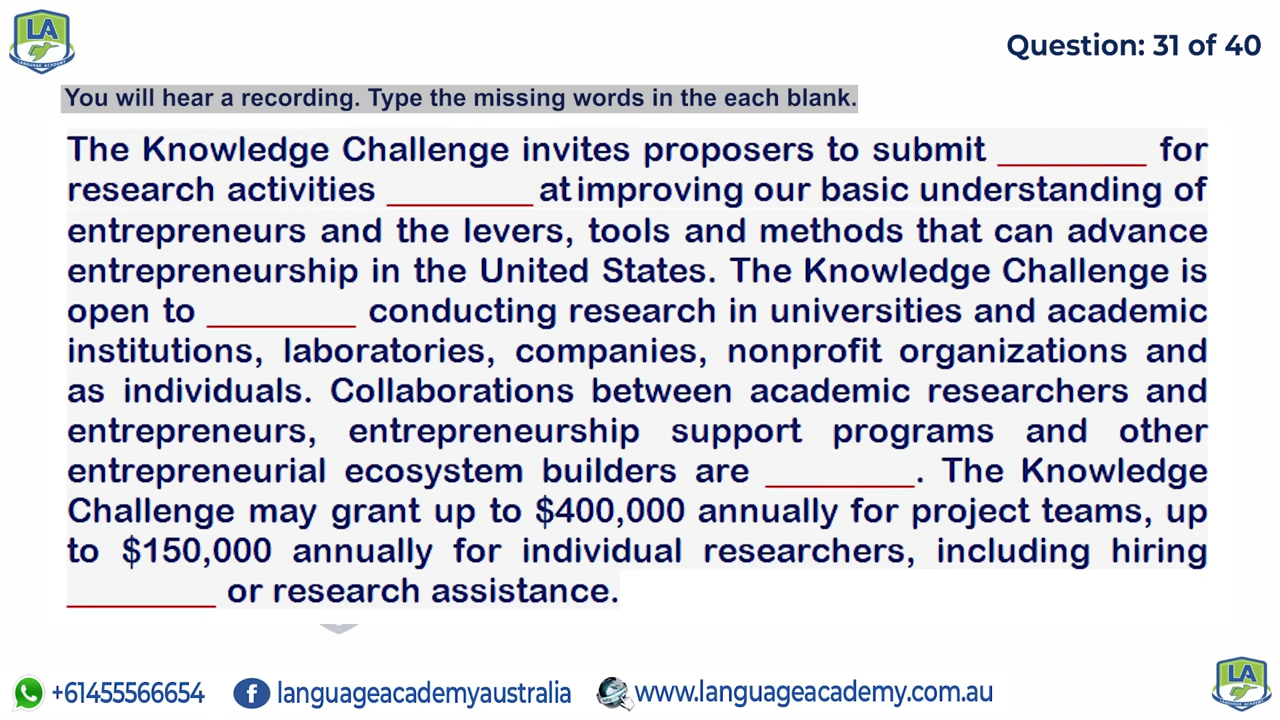 LA
LANGUAGE ACADEMY
Question: 31 of 40
You will hear a recording. Type the missing words in the each blank.
The Knowledge Challenge invites proposers to submit ________ for
research activities ________ at improving our basic understanding of
entrepreneurs and the levers, tools and methods that can advance
entrepreneurship in the United States. The Knowledge Challenge is
open to ________ conducting research in universities and academic
institutions, laboratories, companies, nonprofit organizations and
as individuals. Collaborations between academic researchers and
entrepreneurs, entrepreneurship support programs and other
entrepreneurial ecosystem builders are ________. The Knowledge
Challenge may grant up to $400,000 annually for project teams, up
to $150,000 annually for individual researchers, including hiring
________ or research assistance.
+61455566654 f languageacademyaustralia www.languageacademy.com.au
LA
LANGUAGE ACADEMY